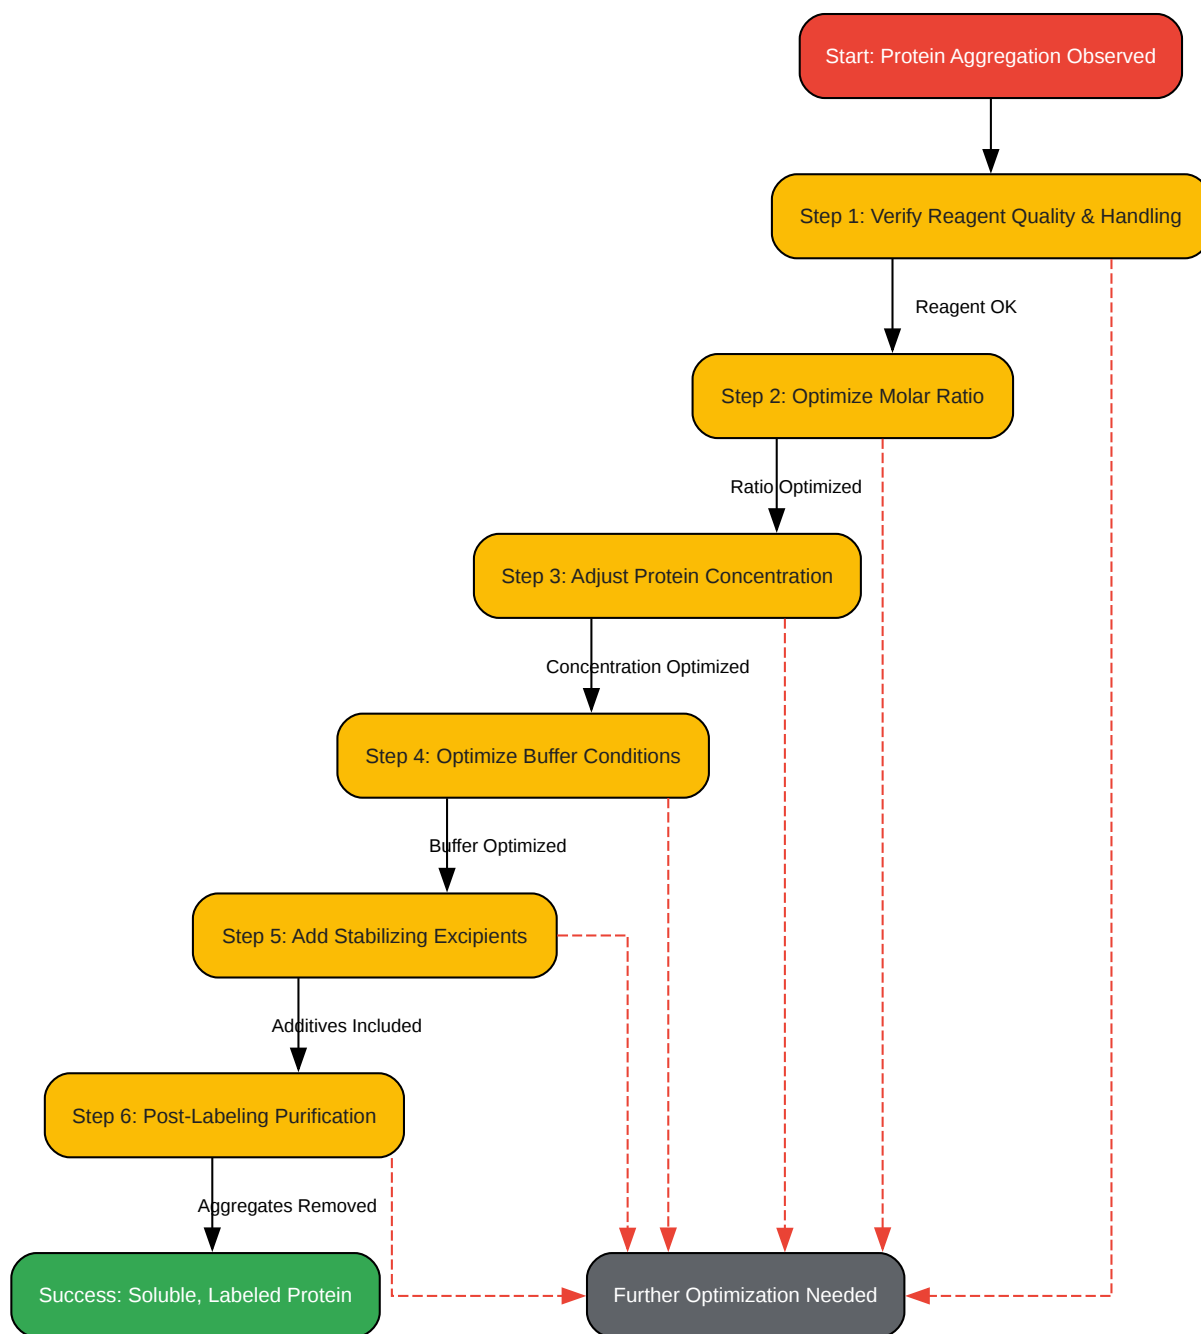 Start: Protein Aggregation Observed
Step 1: Verify Reagent Quality & Handling
Reagent OK
Step 2: Optimize Molar Ratio
Ratio Optimized
Step 3: Adjust Protein Concentration
Concentration Optimized
Step 4: Optimize Buffer Conditions
Buffer Optimized
Step 5: Add Stabilizing Excipients
Additives Included
Step 6: Post-Labeling Purification
Aggregates Removed
Success: Soluble, Labeled Protein
Further Optimization Needed